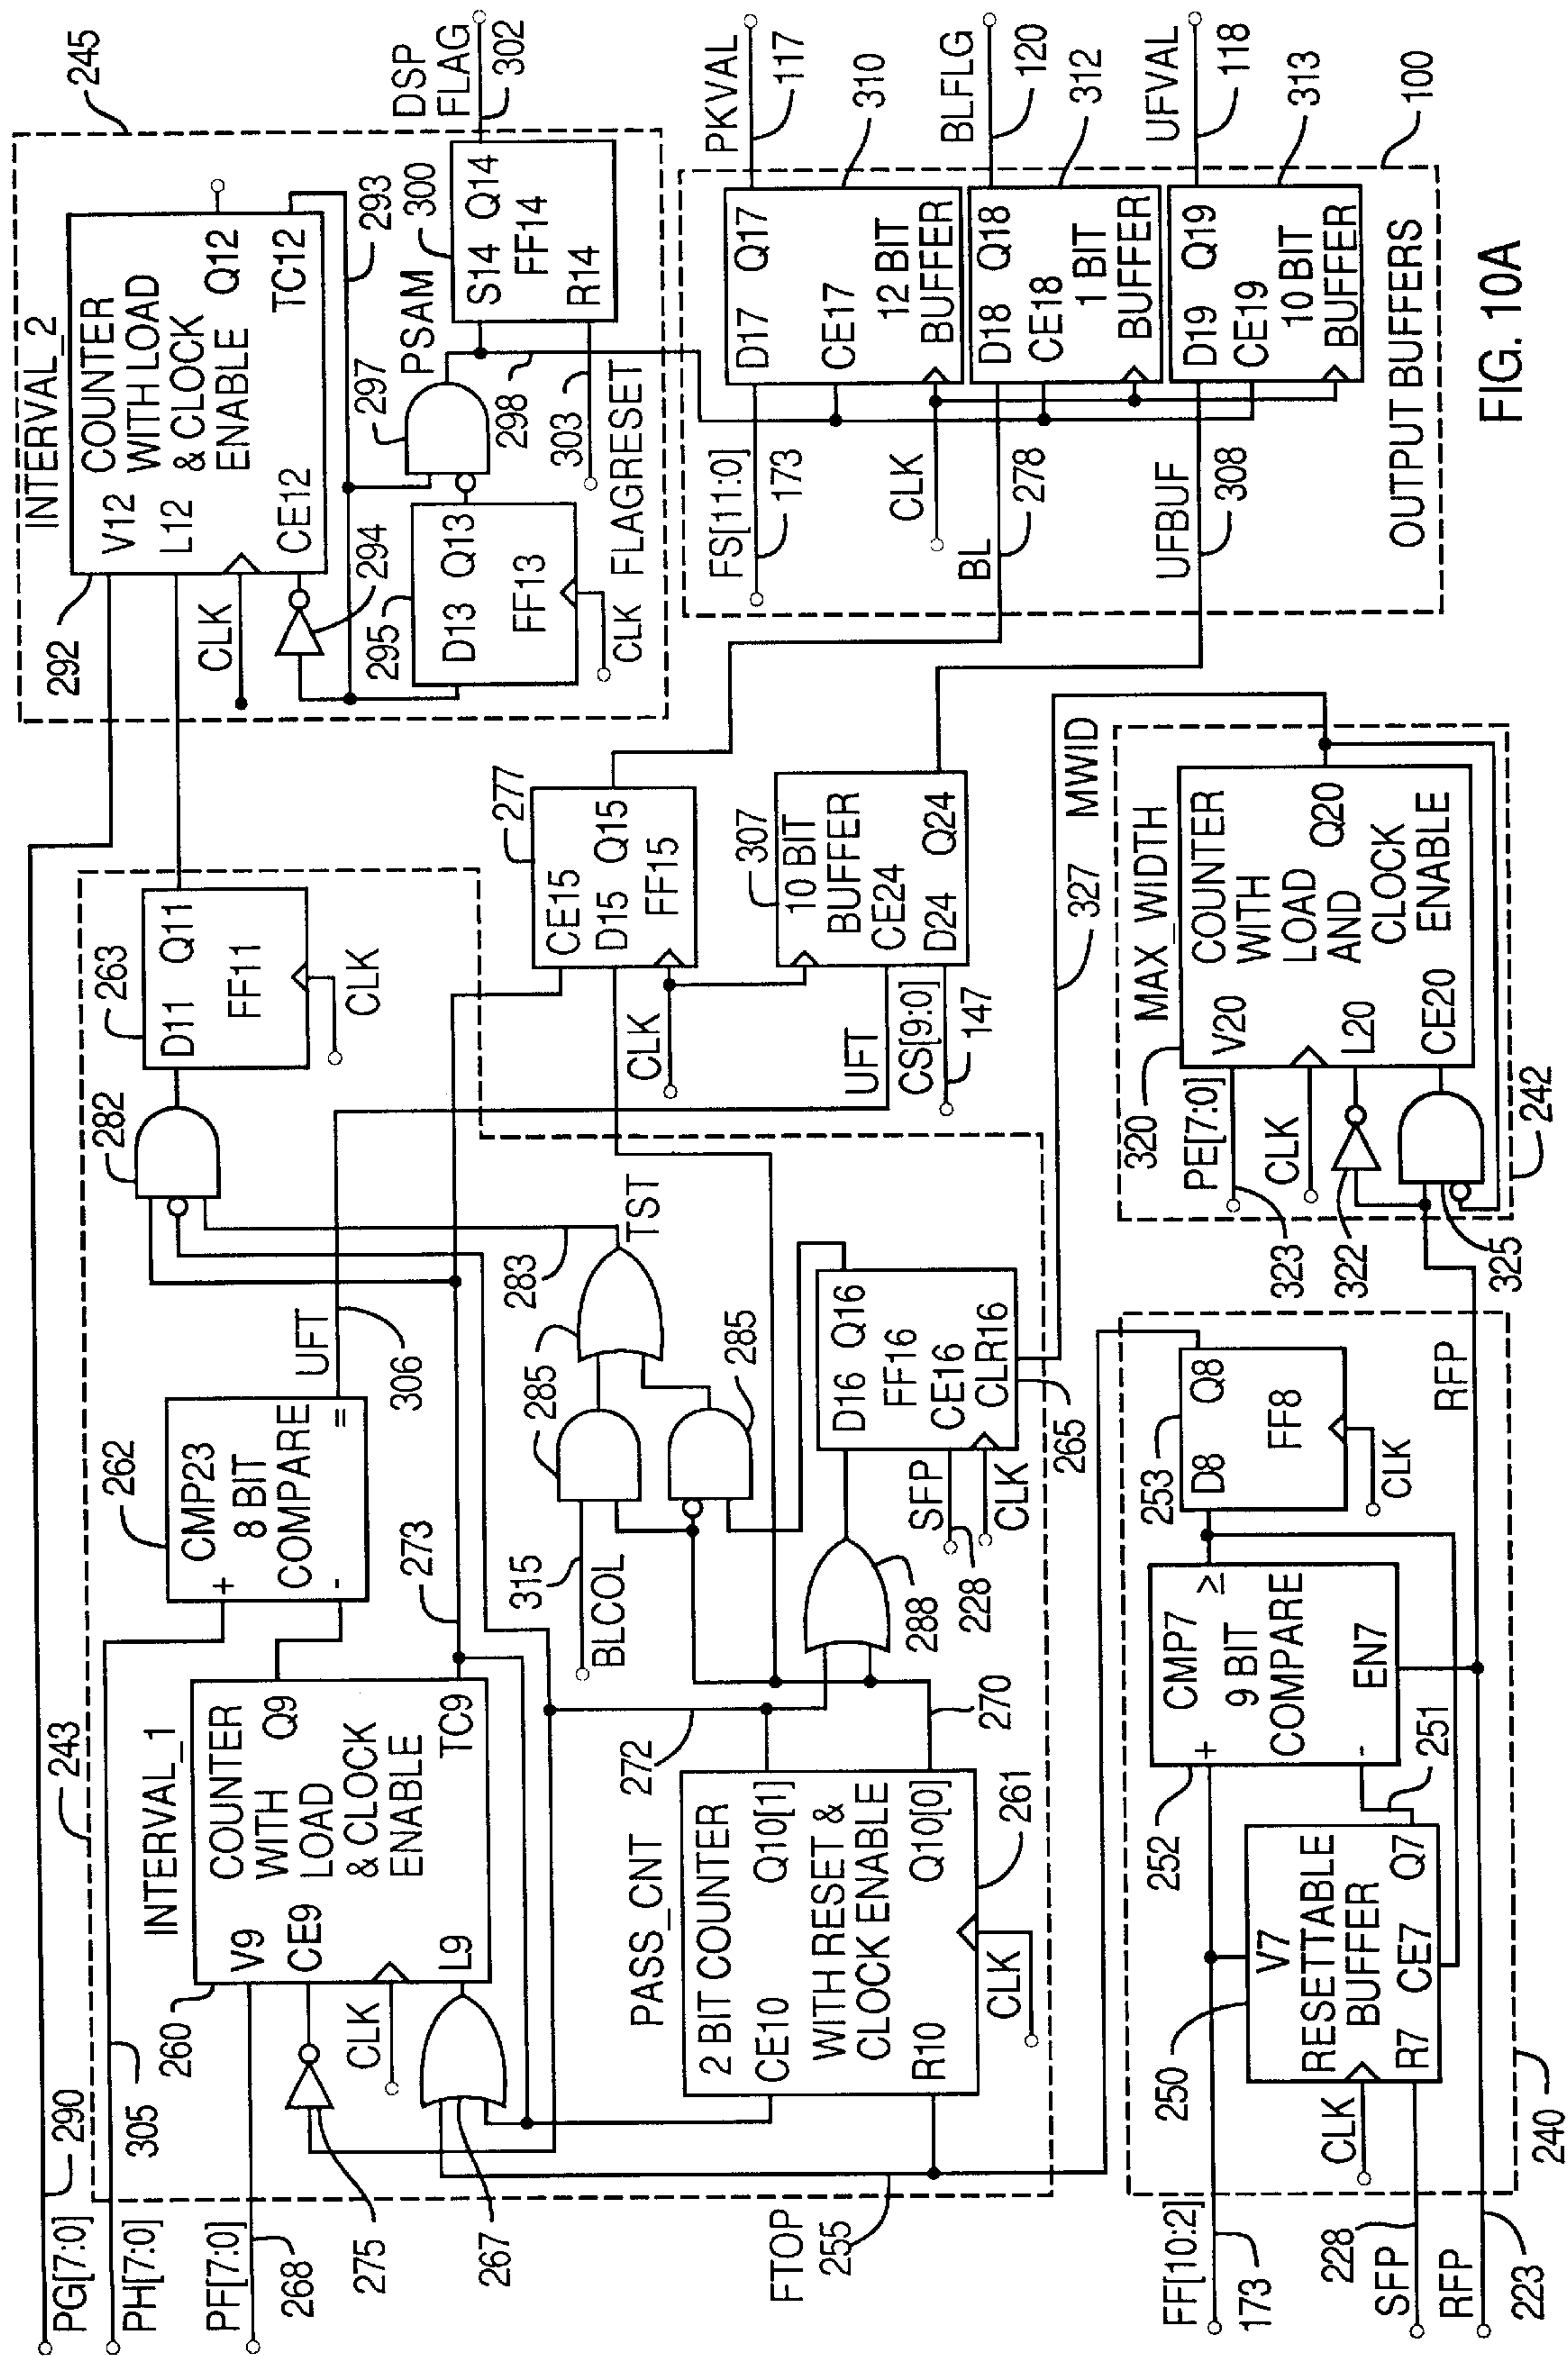 PG[7:0]
290
PH[7:0]
305
PF[7:0]
268
275
267
FTOP
255
243
INTERVAL_1
260
V9
CE9
L9
COUNTER
WITH
LOAD
& CLOCK
ENABLE
Q9
TC9
CLK
262
CMP23
8 BIT
COMPARE
+
-
=
UFT
306
273
PASS_CNT
272
2 BIT COUNTER
CE10
Q10[1]
WITH RESET &
CLOCK ENABLE
R10
Q10[0]
261
CLK
270
315
BLCOL
285
285
285
283
TST
288
SFP
228
CLK
D16 Q16
FF16
CE16
CLR16
265
282
263
D11 Q11
FF11
CLK
277
CE15
D15 Q15
FF15
CLK
307
10 BIT
BUFFER
CE24
D24 Q24
UFT
CS[9:0]
147
INTERVAL_2
245
292
V12
L12
CE12
COUNTER
WITH LOAD
& CLOCK
ENABLE
Q12
TC12
CLK
294
293
295
D13 Q13
FF13
CLK
297
PSAM
298
300
S14 Q14
FF14
R14
303
FLAGRESET
DSP
FLAG
302
FS[11:0]
173
D17 Q17
CE17
12 BIT
BUFFER
PKVAL
117
310
CLK
BL
278
D18 Q18
CE18
1 BIT
BUFFER
BLFLG
120
312
UFBUF
308
D19 Q19
CE19
10 BIT
BUFFER
UFVAL
118
313
OUTPUT BUFFERS
100
FF[10:2]
173
228
SFP
RFP
223
240
250
V7
RESETTABLE
BUFFER
R7 CE7
Q7
CLK
251
252
CMP7
9 BIT
COMPARE
+
-
≥
EN7
253
D8 Q8
FF8
CLK
RFP
MAX_WIDTH
320
PE[7:0]
323
CLK
322
325
V20
L20
CE20
COUNTER
WITH
LOAD
AND
CLOCK
ENABLE
Q20
242
MWID
327
FIG. 10A